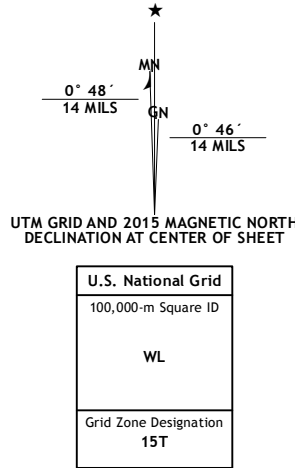 ★
MN
0° 48´
14 MILS
GN
0° 46´
14 MILS
UTM GRID AND 2015 MAGNETIC NORTH
DECLINATION AT CENTER OF SHEET
U.S. National Grid
100,000-m Square ID
WL
Grid Zone Designation
15T